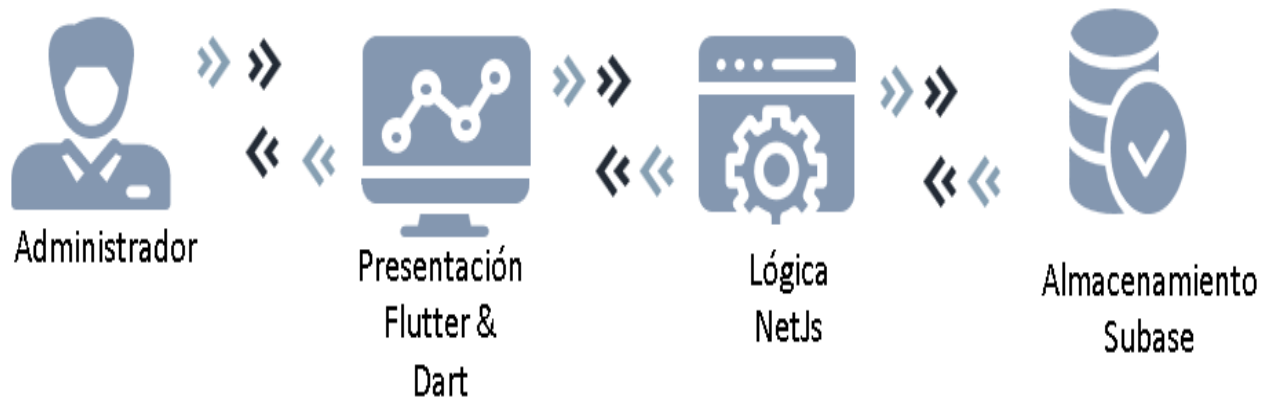 Administrador
Presentación
Flutter &
Dart
Lógica
NetJs
Almacenamiento
Subase